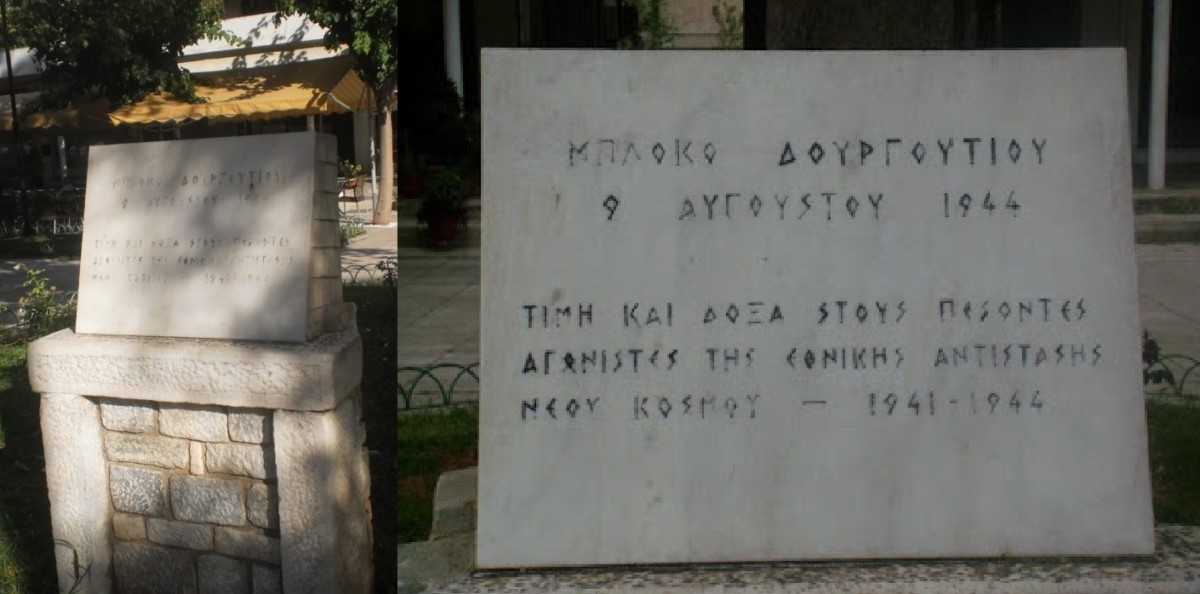 ΜΠΛΟΚΟ ΔΟΥΡΓΟΥΤΙΟΥ
9 ΑΥΓΟΥΣΤΟΥ 1944
ΤΙΜΗ ΚΑΙ ΔΟΞΑ ΣΤΟΥΣ ΠΕΣΟΝΤΕΣ
ΑΓΩΝΙΣΤΕΣ ΤΗΣ ΕΘΝΙΚΗΣ ΑΝΤΙΣΤΑΣΗΣ
ΝΕΟΥ ΚΟΣΜΟΥ — 1941-1944